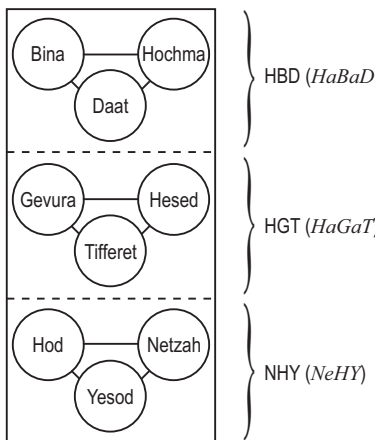 Bina Hochma
Daat
HBD (HaBaD
Gevura Hesed
Tifferet
HGT (HaGaT)
Hod Netzah
Yesod
NHY (NeHY)